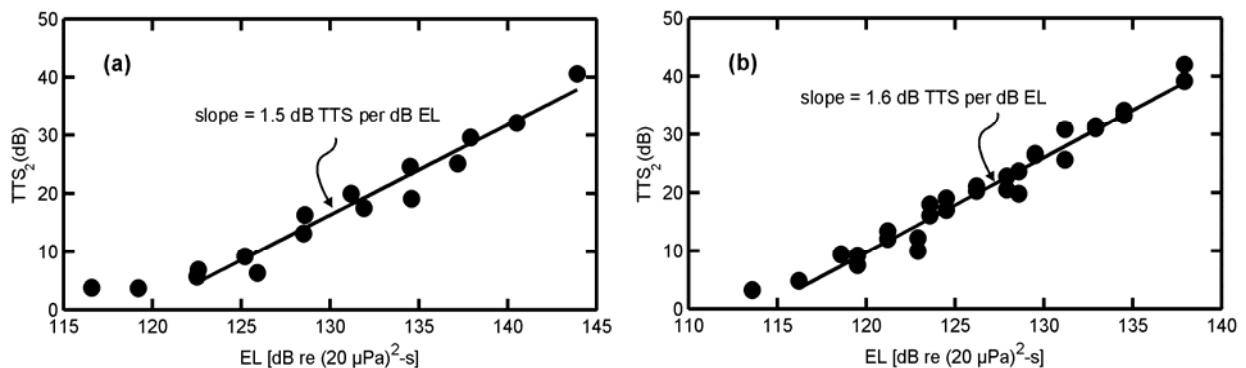 50
40
30
20
10
0
TTS2 (dB)
(a)
slope = 1.5 dB TTS per dB EL
115 120 125 130 135 140 145
EL [dB re (20 µPa)2-s]
50
40
30
20
10
0
TTS2 (dB)
(b)
slope = 1.6 dB TTS per dB EL
110 115 120 125 130 135 140
EL [dB re (20 µPa)2-s]